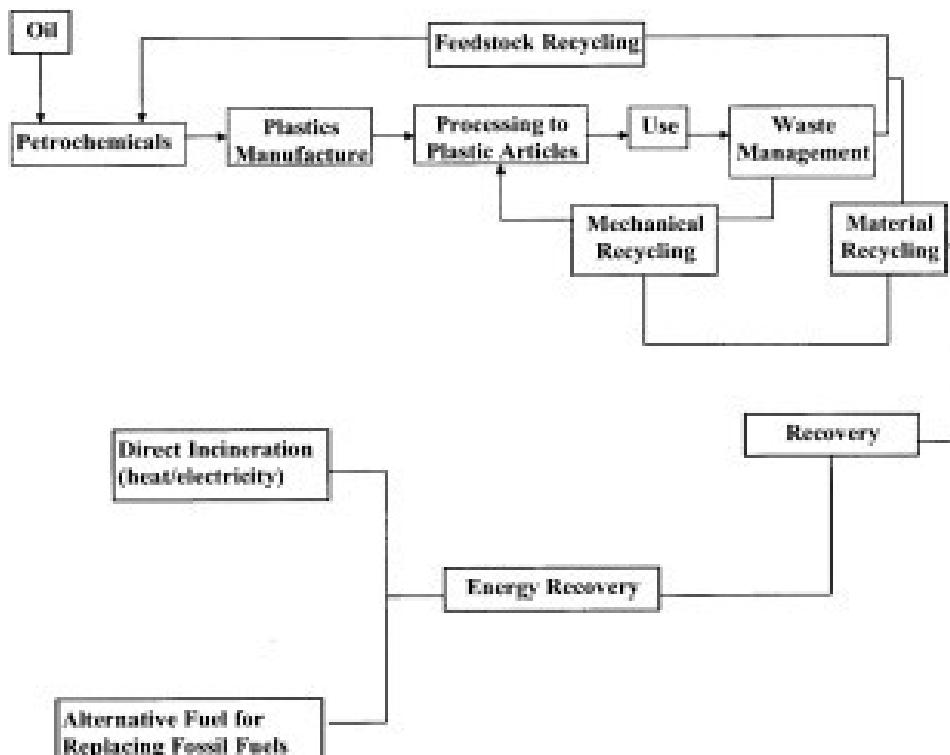 Oil
Feedstock Recycling
Petrochemicals
Plastics
Manufacture
Processing to
Plastic Articles
Use
Waste
Management
Mechanical
Recycling
Material
Recycling
Direct Incineration
(heat/electricity)
Recovery
Energy Recovery
Alternative Fuel for
Replacing Fossil Fuels